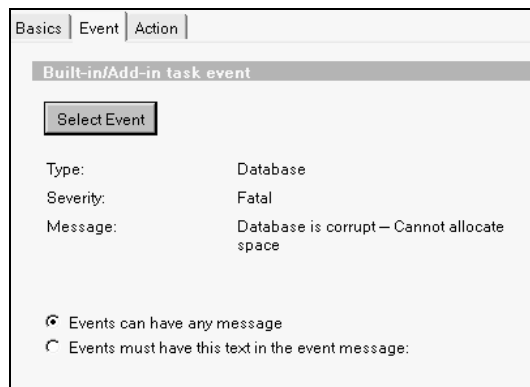 Basics Event Action
Built-in/Add-in task event
Select Event
Type: Database
Severity: Fatal
Message: Database is corrupt – Cannot allocate
space
Events can have any message
Events must have this text in the event message: